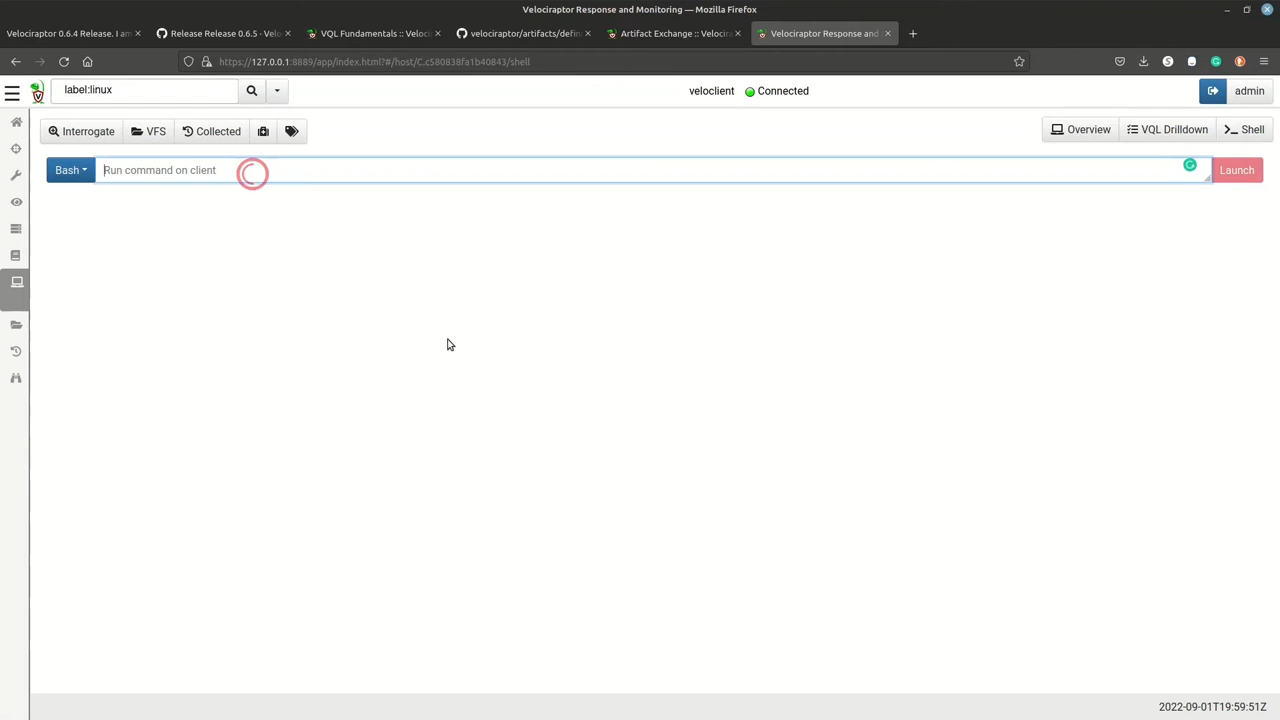 Velociraptor Response and Monitoring — Mozilla Firefox
Velociraptor 0.6.4 Release. I am
Release Release 0.6.5 · Velo
VQL Fundamentals :: Veloci
velociraptor/artifacts/defin
Artifact Exchange :: Velocira
Velociraptor Response and
https://127.0.0.1:8889/app/index.html?#/host/C.c580838fa1b40843/shell
label:linux
veloclient
Connected
admin
Interrogate
VFS
Collected
Overview
VQL Drilldown
Shell
Bash
Run command on client
Launch
2022-09-01T19:59:51Z